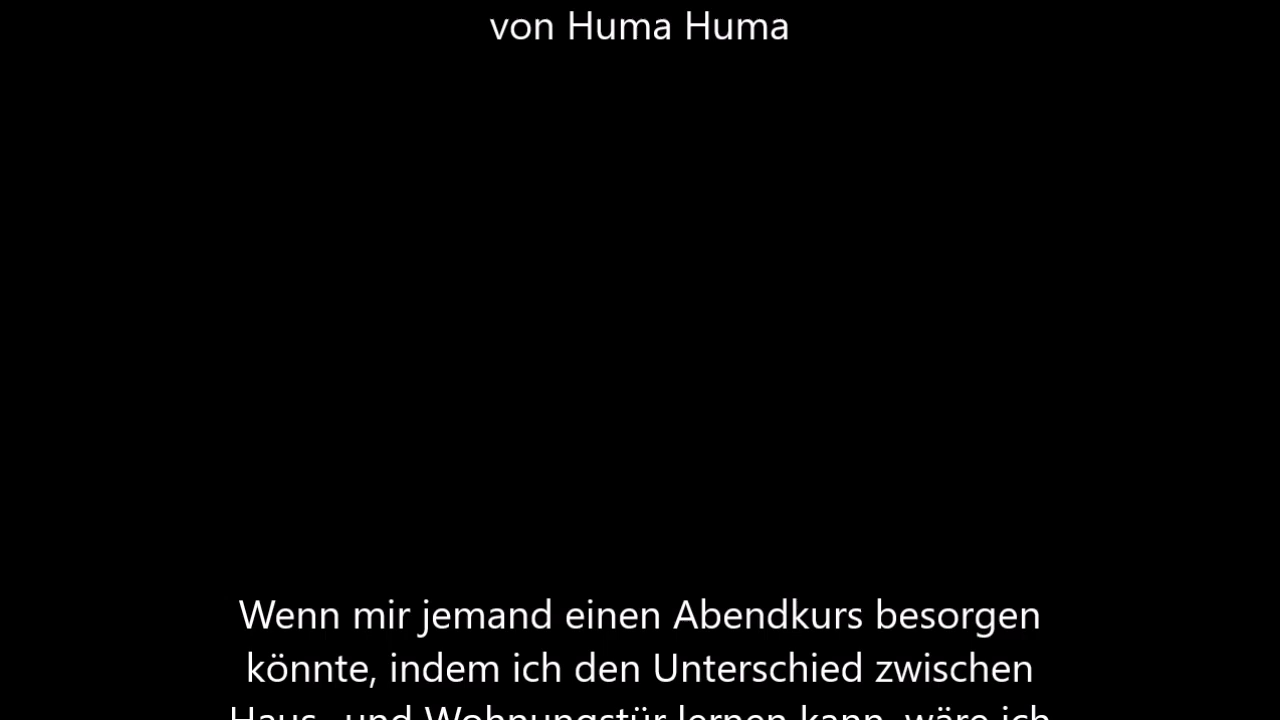 von Huma Huma
Wenn mir jemand einen Abendkurs besorgen
könnte, indem ich den Unterschied zwischen
Haus- und Wohnungstür lernen kann, wäre ich